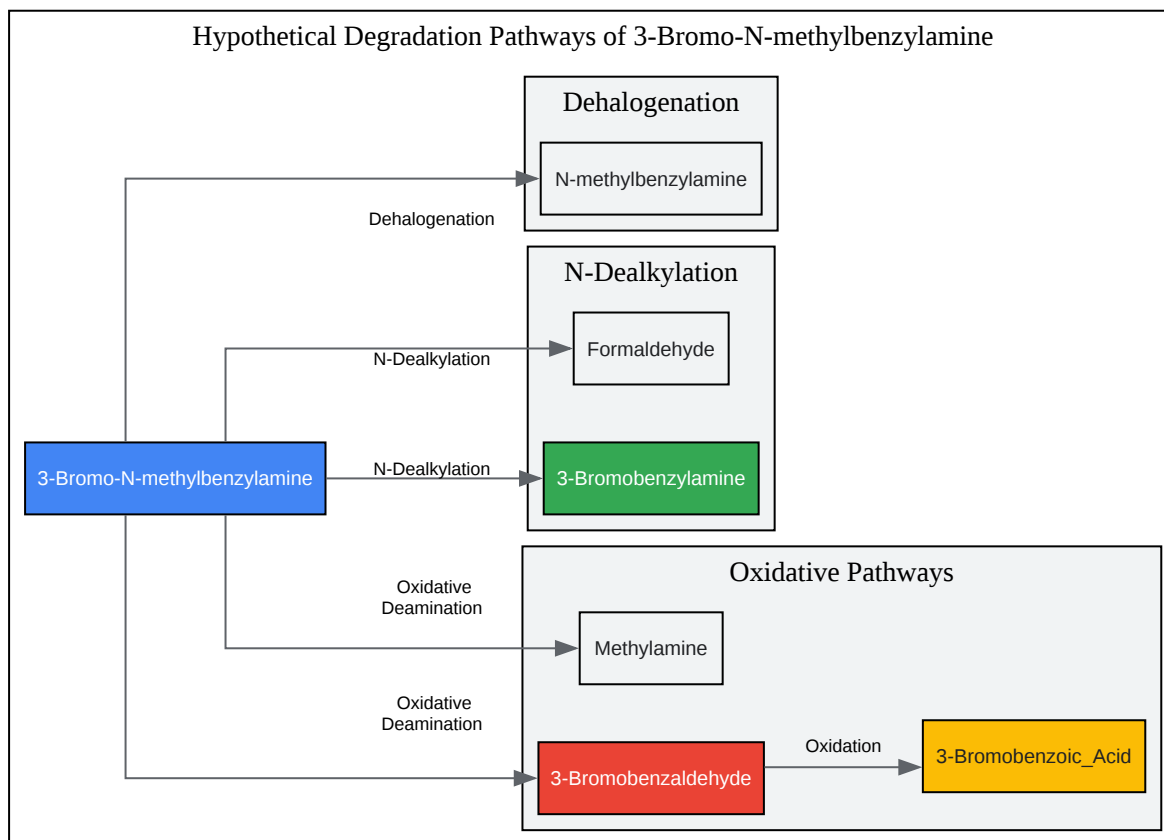 Hypothetical Degradation Pathways of 3-Bromo-N-methylbenzylamine
Dehalogenation
N-methylbenzylamine
Dehalogenation
N-Dealkylation
Formaldehyde
N-Dealkylation
3-Bromo-N-methylbenzylamine
N-Dealkylation
3-Bromobenzylamine
Oxidative Pathways
Oxidative
Deamination
Methylamine
Oxidative
Deamination
3-Bromobenzaldehyde
Oxidation
3-Bromobenzoic_Acid